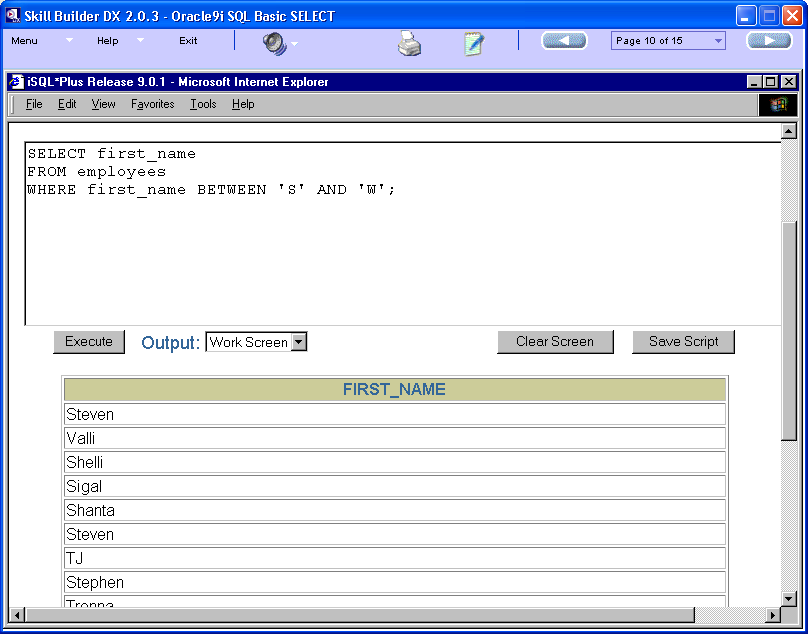 Skill Builder DX 2.0.3 - Oracle9i SQL Basic SELECT
Menu Help Exit Page 10 of 15
iSQL*Plus Release 9.0.1 - Microsoft Internet Explorer
File Edit View Favorites Tools Help
SELECT first_name
FROM employees
WHERE first_name BETWEEN 'S' AND 'W';
Execute Output: Work Screen Clear Screen Save Script
FIRST_NAME
Steven
Valli
Shelli
Sigal
Shanta
Steven
TJ
Stephen
Trenna